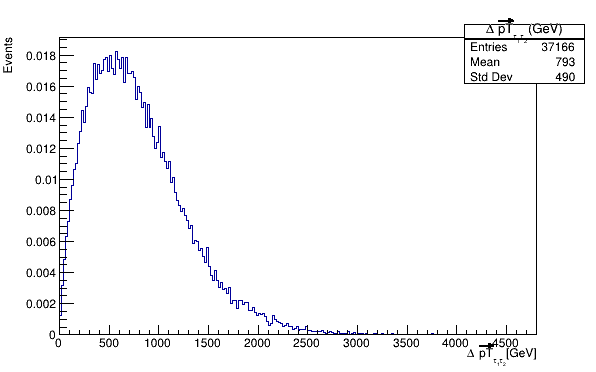 Δ pT τ₁τ₂ (GeV)
Entries 37166
Mean 793
Std Dev 490
Events
0.018
0.016
0.014
0.012
0.01
0.008
0.006
0.004
0.002
0
0 500 1000 1500 2000 2500 3000 3500 4000 4500
Δ pT τ₁τ₂ [GeV]